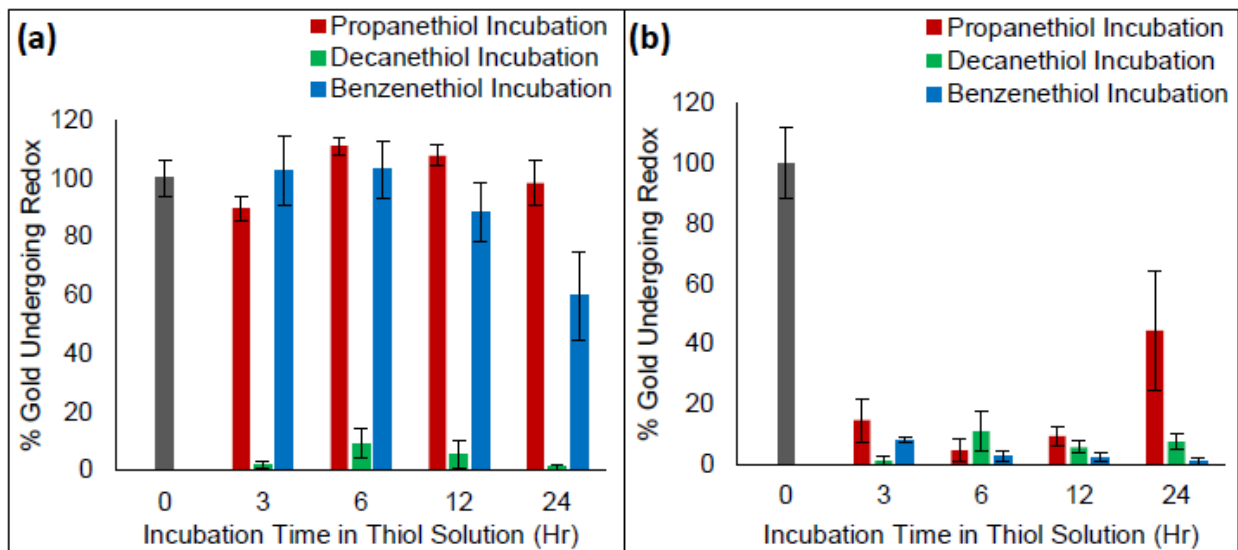 (a)
Propanethiol Incubation
Decanethiol Incubation
Benzenethiol Incubation
% Gold Undergoing Redox
120
100
80
60
40
20
0
0 3 6 12 24
Incubation Time in Thiol Solution (Hr)
(b)
Propanethiol Incubation
Decanethiol Incubation
Benzenethiol Incubation
% Gold Undergoing Redox
120
100
80
60
40
20
0
0 3 6 12 24
Incubation Time in Thiol Solution (Hr)